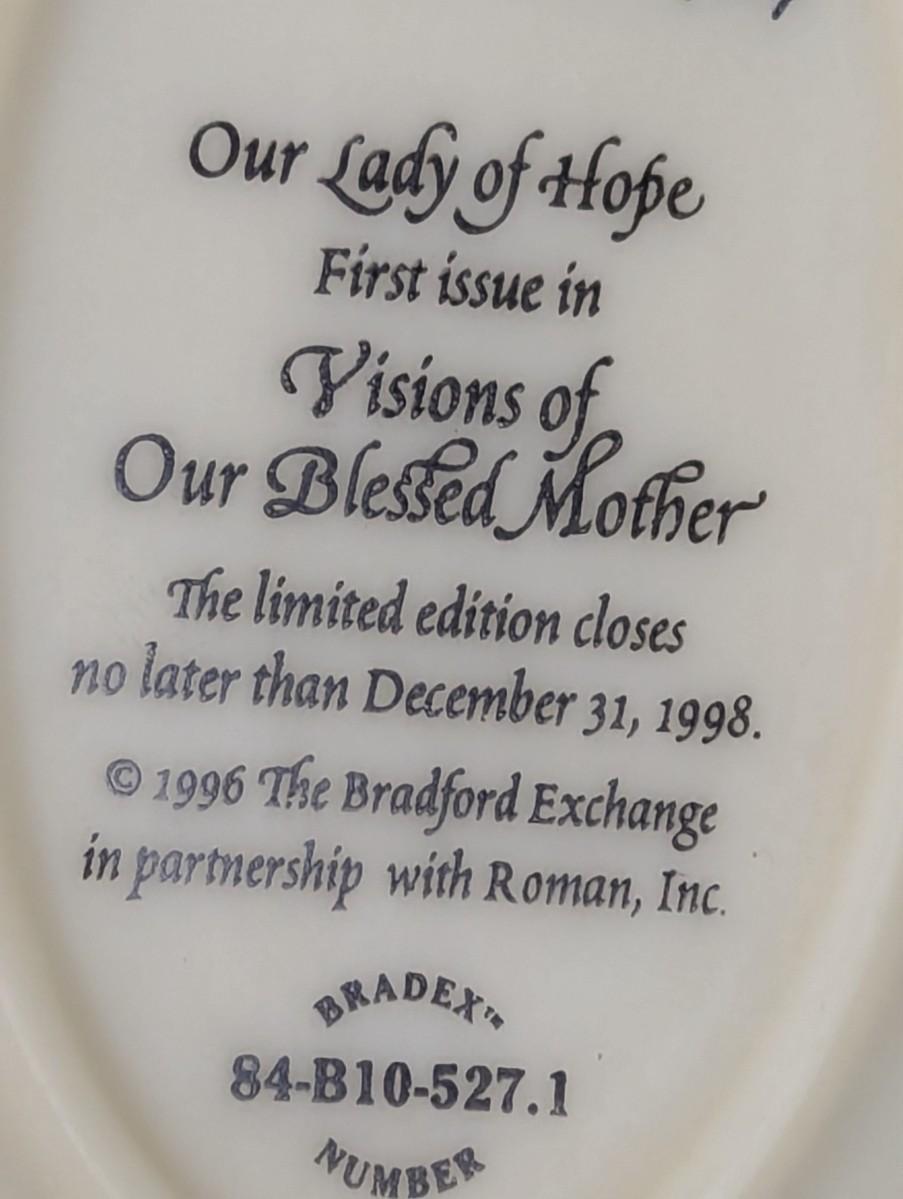 Our Lady of Hope
First issue in
Visions of
Our Blessed Mother
The limited edition closes
no later than December 31, 1998.
© 1996 The Bradford Exchange
in partnership with Roman, Inc.
BRADEX™
84-B10-527.1
NUMBER